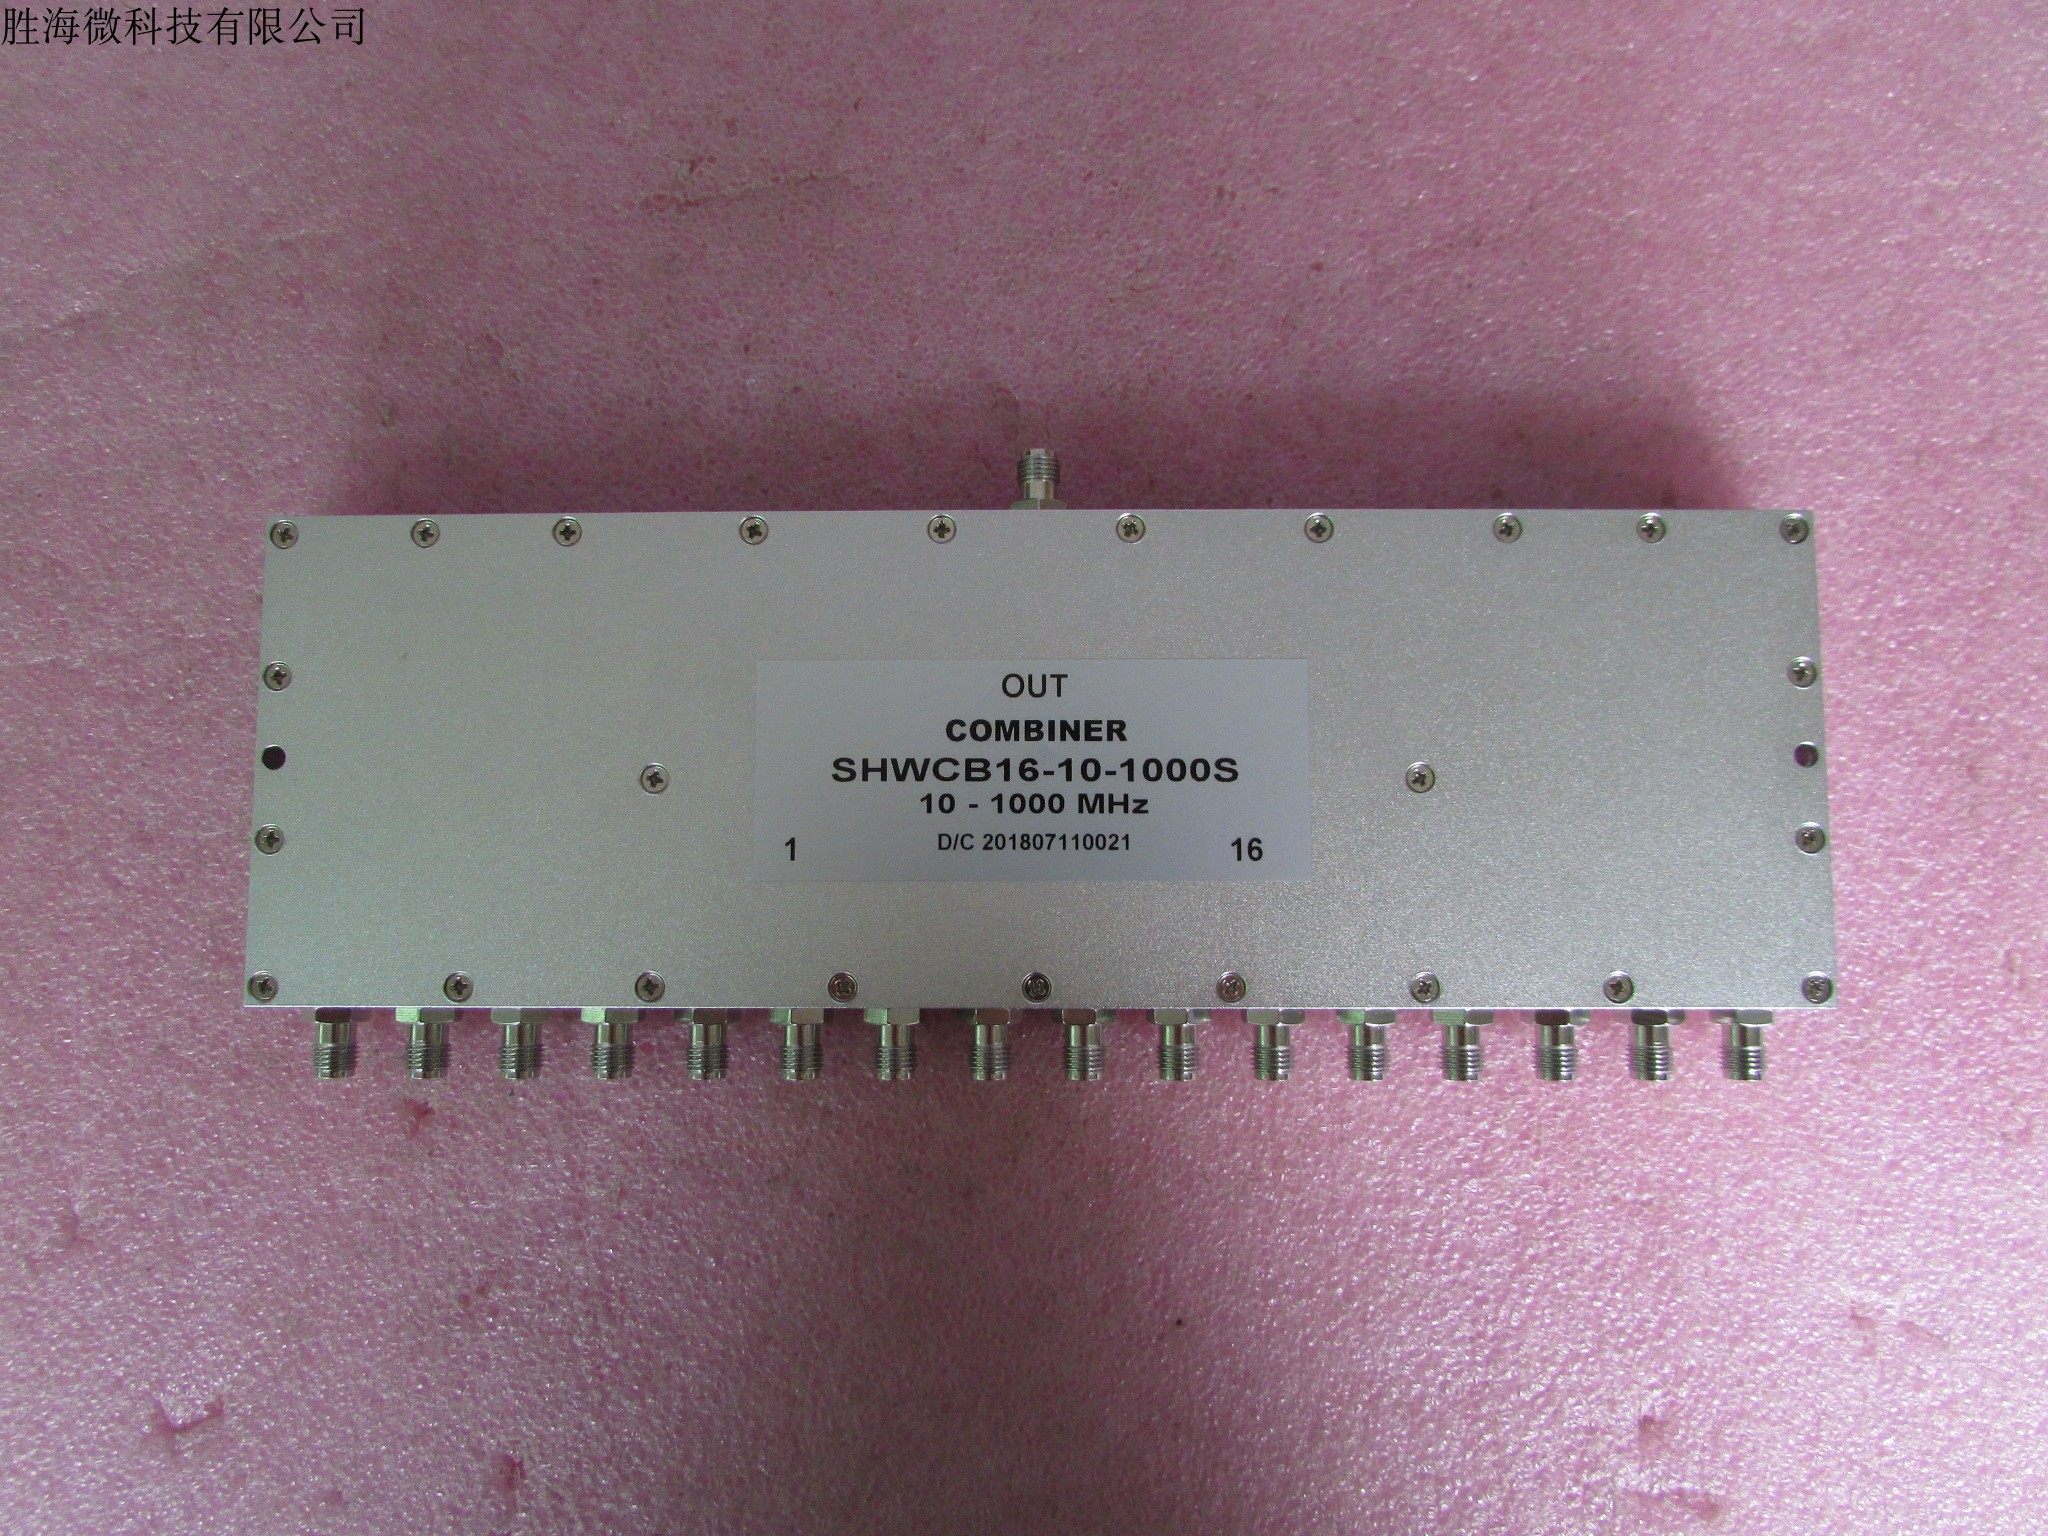 胜海微科技有限公司
OUT
COMBINER
SHWCB16-10-1000S
10 - 1000 MHz
D/C 201807110021
1 16